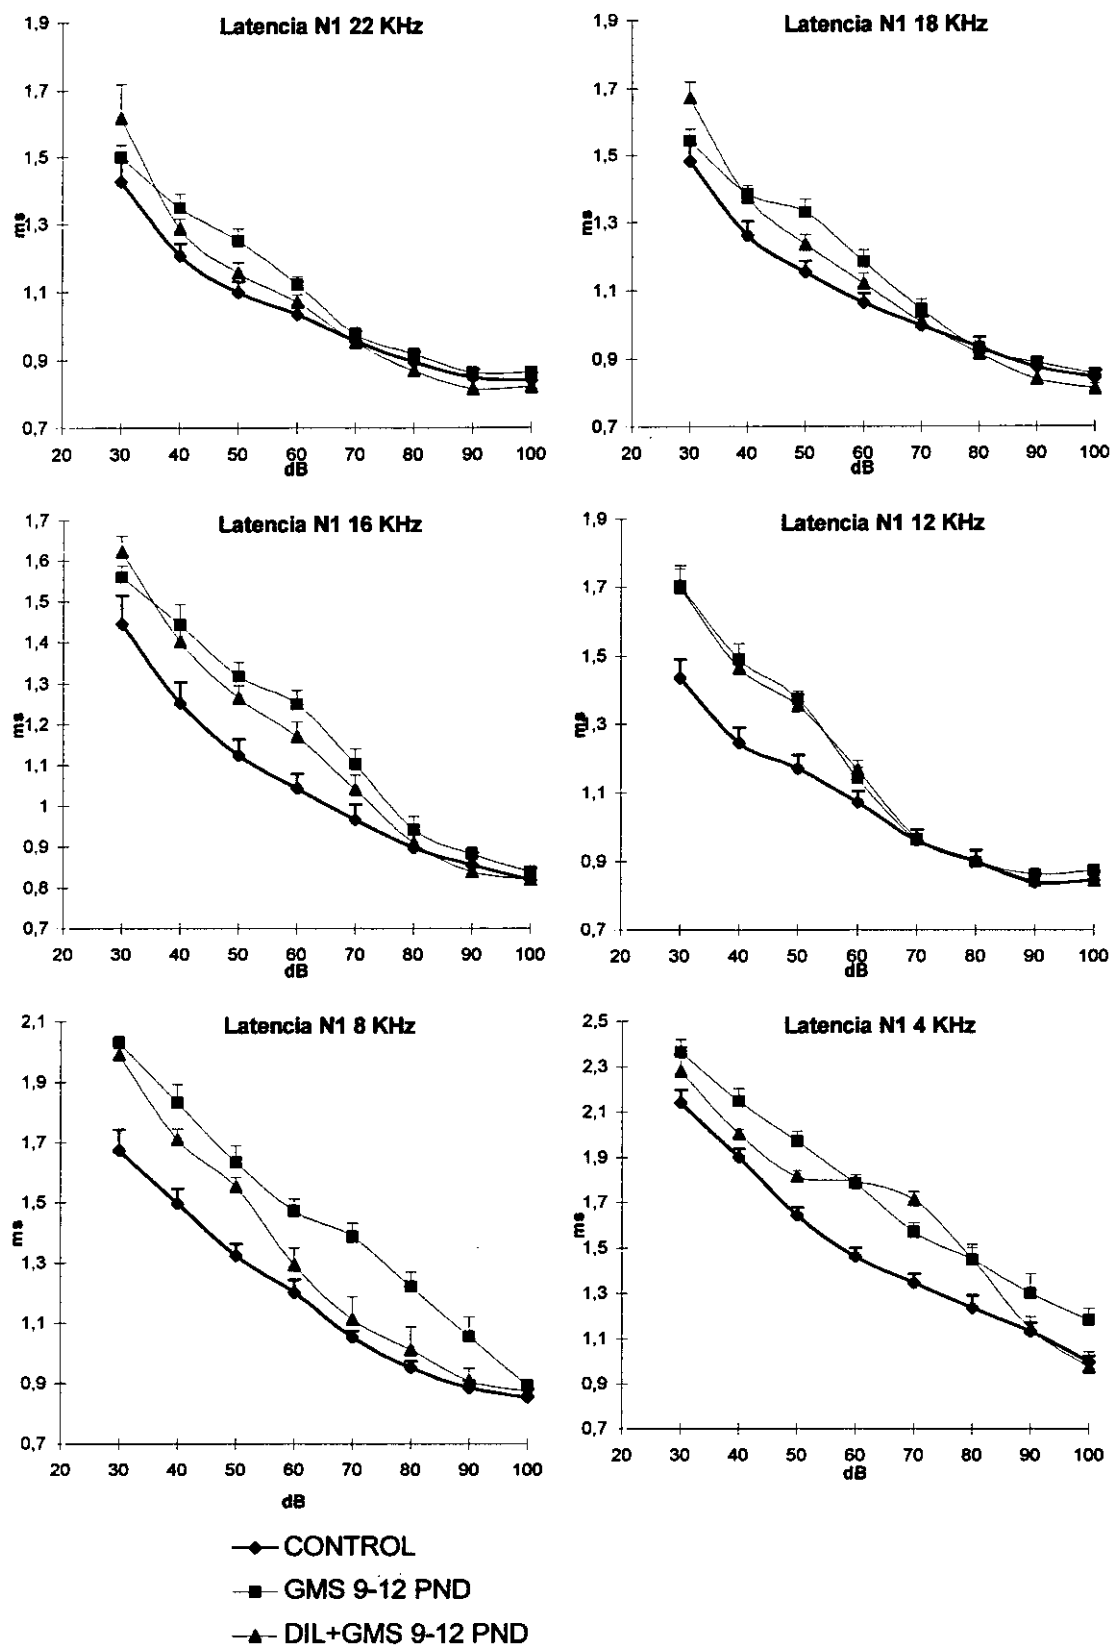 Latencia N1 22 KHz
1,9
1,7
1,5
1,3
1,1
0,9
0,7
ms
20 30 40 50 60 70 80 90 100
dB
Latencia N1 18 KHz
1,9
1,7
1,5
1,3
1,1
0,9
0,7
ms
20 30 40 50 60 70 80 90 100
dB
Latencia N1 16 KHz
1,7
1,6
1,5
1,4
1,3
1,2
1,1
1
0,9
0,8
0,7
ms
20 30 40 50 60 70 80 90 100
dB
Latencia N1 12 KHz
1,9
1,7
1,5
1,3
1,1
0,9
0,7
ms
20 30 40 50 60 70 80 90 100
dB
Latencia N1 8 KHz
2,1
1,9
1,7
1,5
1,3
1,1
0,9
0,7
ms
20 30 40 50 60 70 80 90 100
dB
Latencia N1 4 KHz
2,5
2,3
2,1
1,9
1,7
1,5
1,3
1,1
0,9
0,7
ms
20 30 40 50 60 70 80 90 100
dB
CONTROL
GMS 9-12 PND
DIL+GMS 9-12 PND